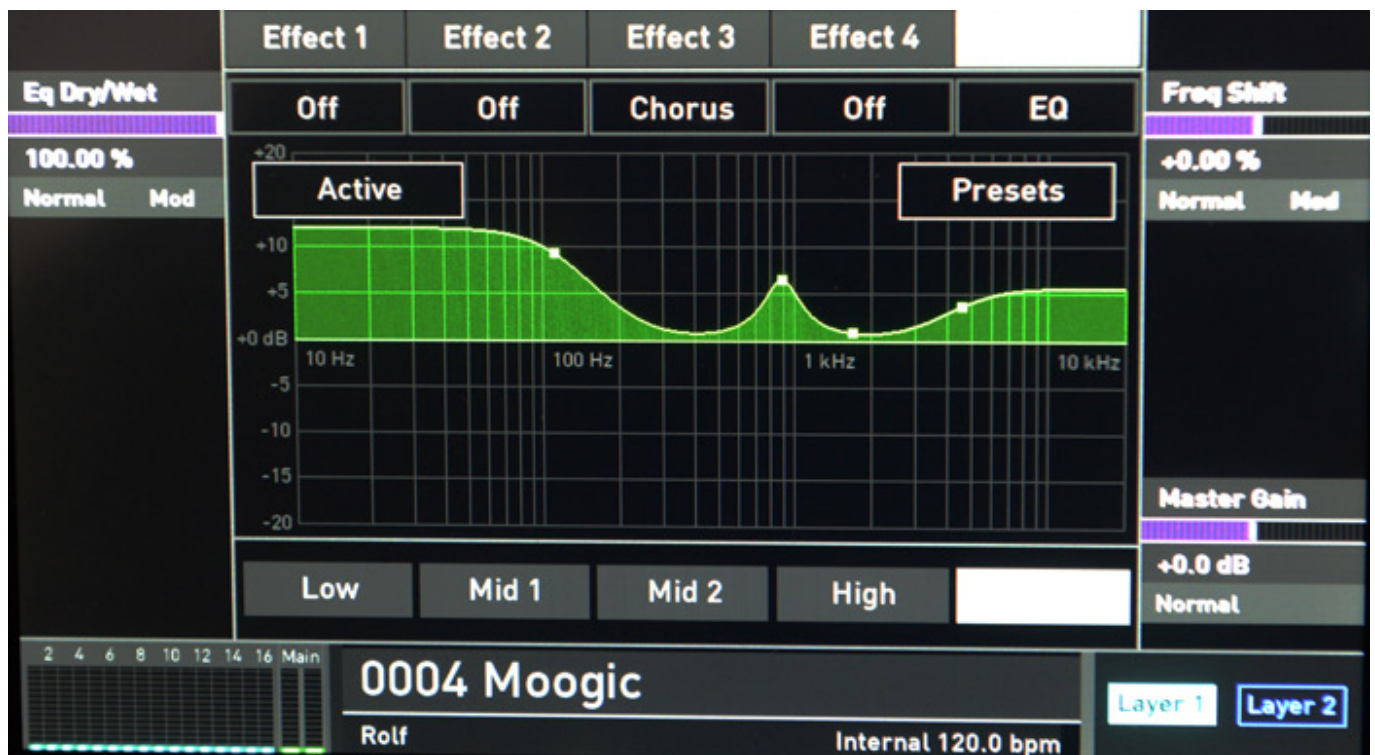 Effect 1 Effect 2 Effect 3 Effect 4
Eq Dry/Wet
100.00 %
Normal Mod
Off Off Chorus Off EQ
Freq Shift
+0.00 %
Normal Mod
Active Presets
+20
+10
+5
+0 dB
10 Hz 100 Hz 1 kHz 10 kHz
-5
-10
-15
-20
Master Gain
+0.0 dB
Normal
Low Mid 1 Mid 2 High
2 4 6 8 10 12 14 16 Main
0004 Moogic
Rolf Internal 120.0 bpm
Layer 1 Layer 2